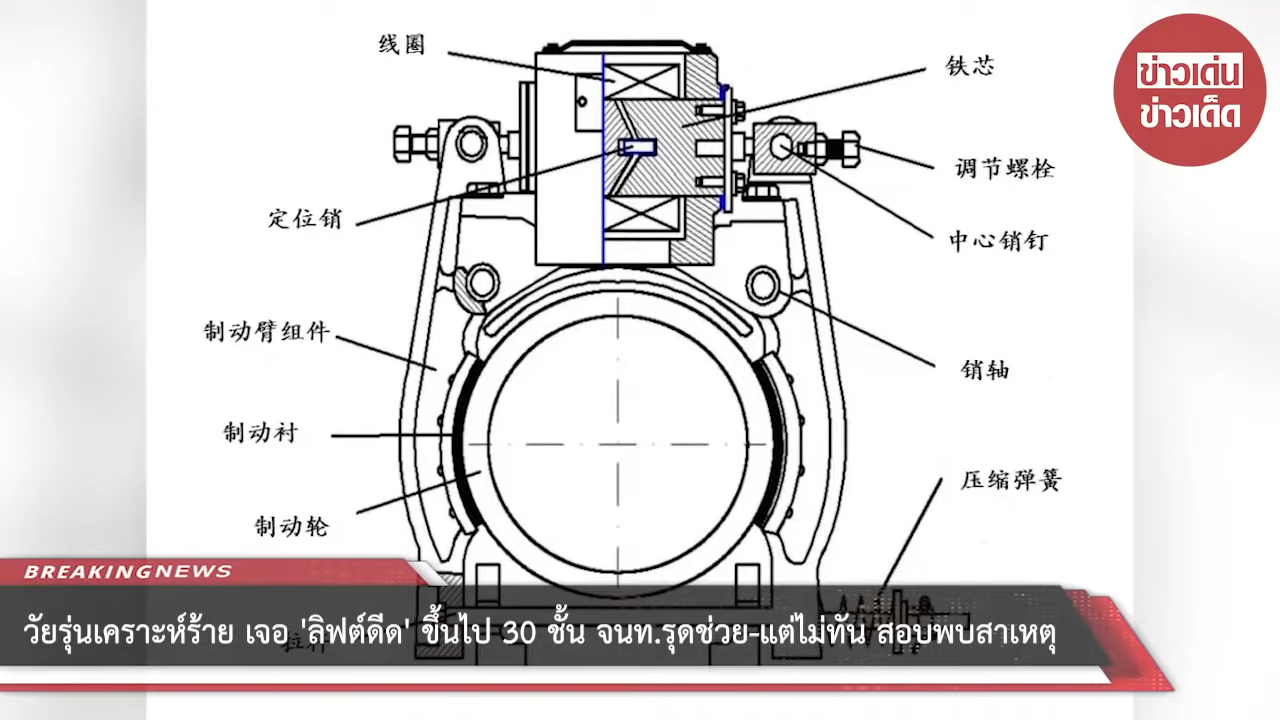 线圈
铁芯
ข่าวเด่น
ข่าวเด็ด
调节螺栓
定位销
中心销钉
制动臂组件
销轴
制动衬
压缩弹簧
制动轮
BREAKINGNEWS
วัยรุ่นเคราะห์ร้าย เจอ 'ลิฟต์ดีด' ขึ้นไป 30 ชั้น จนท.รุดช่วย-แต่ไม่ทัน สอบพบสาเหตุ